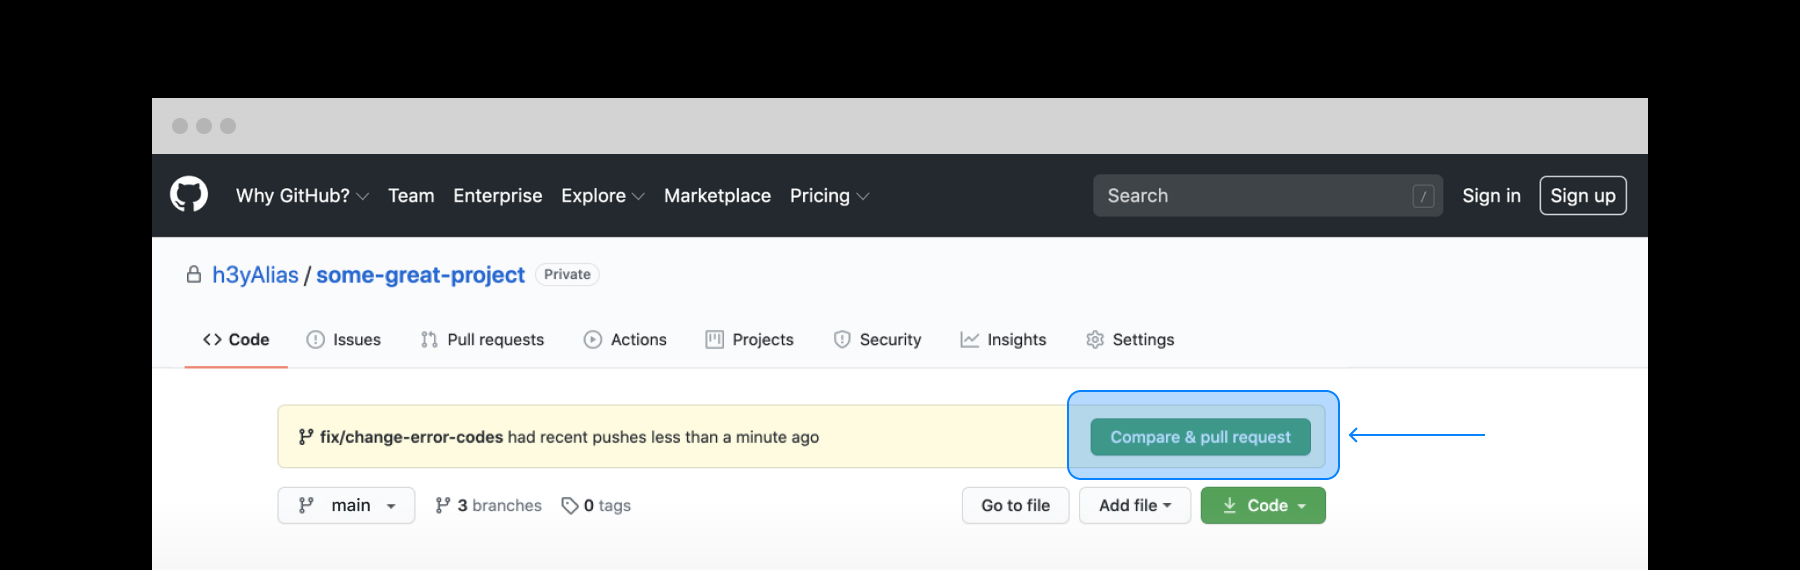 Why GitHub? Team Enterprise Explore Marketplace Pricing Search / Sign in Sign up
h3yAlias / some-great-project Private
Code Issues Pull requests Actions Projects Security Insights Settings
fix/change-error-codes had recent pushes less than a minute ago Compare & pull request
main 3 branches 0 tags Go to file Add file Code